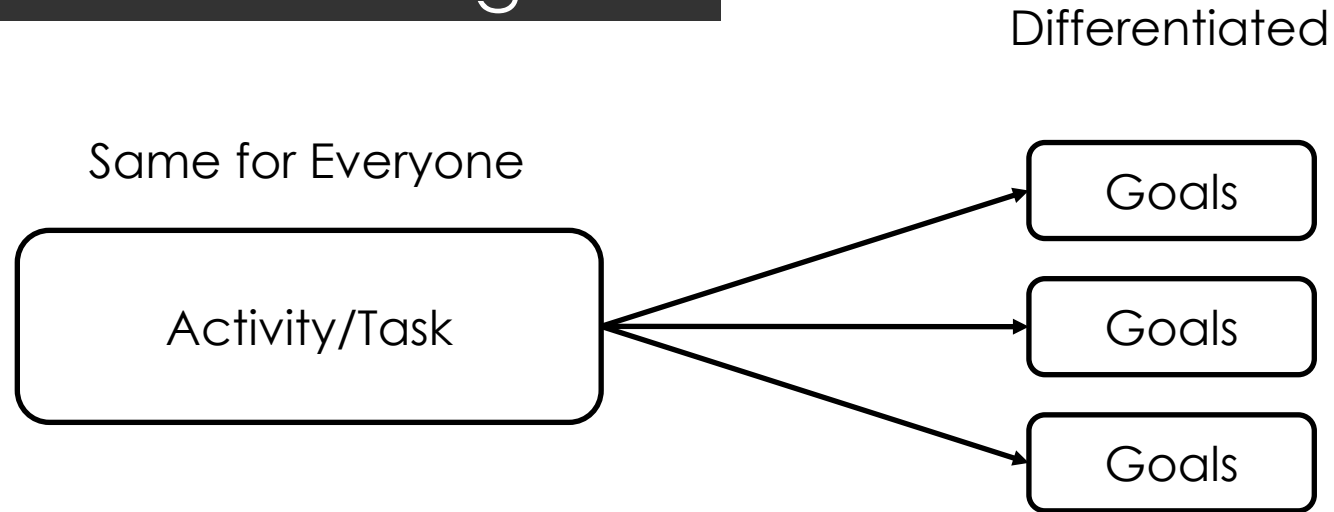 Differentiated
Same for Everyone
Goals
Activity/Task
Goals
Goals